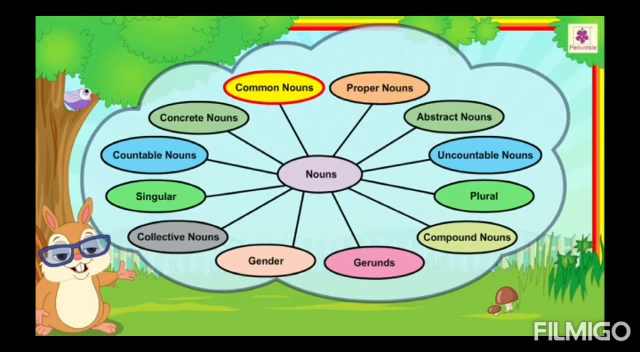 Periwinkle
Common Nouns
Proper Nouns
Concrete Nouns
Abstract Nouns
Countable Nouns
Uncountable Nouns
Nouns
Singular
Plural
Collective Nouns
Compound Nouns
Gender
Gerunds
FILMIGO